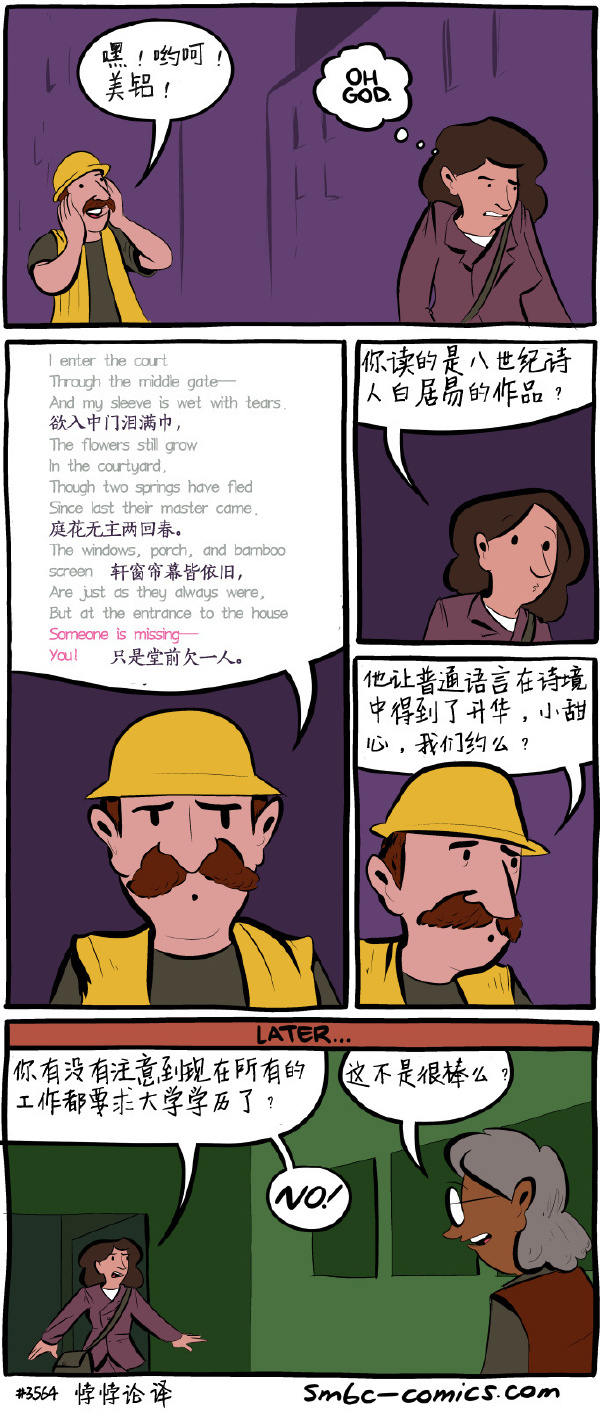 嘿！哟呵！
美铝！
OH
GOD.
I enter the court
Through the middle gate—
And my sleeve is wet with tears.
欲入中门泪满巾，
The flowers still grow
In the courtyard,
Though two springs have fled
Since last their master came.
庭花无主两回春。
The windows, porch, and bamboo
screen 轩窗帘幕皆依旧，
Are just as they always were,
But at the entrance to the house
Someone is missing—
You! 只是堂前欠一人。
你读的是八世纪诗
人白居易的作品？
他让普通语言在诗境
中得到了升华，小甜
心，我们约么？
LATER...
你有没有注意到现在所有的
工作都要求大学学历了？
这不是很棒么？
NO!
#3564 悖悖论译
smbc-comics.com